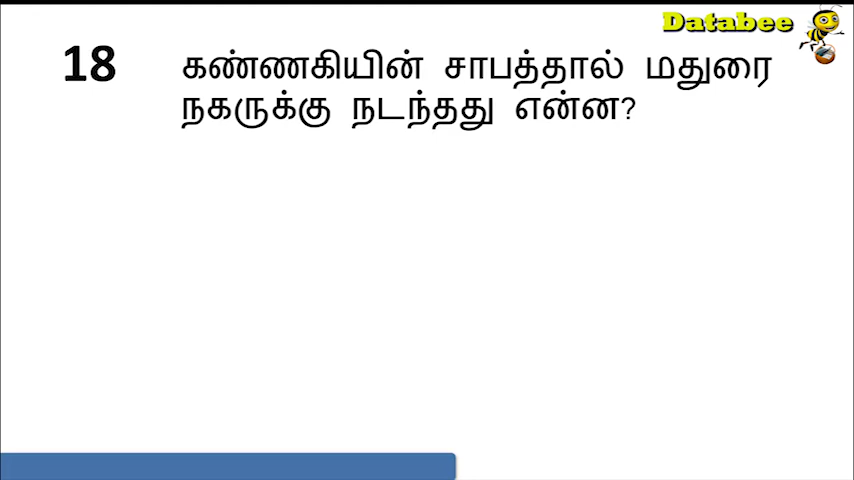 Databee
18 கண்ணகியின் சாபத்தால் மதுரை
நகருக்கு நடந்தது என்ன?